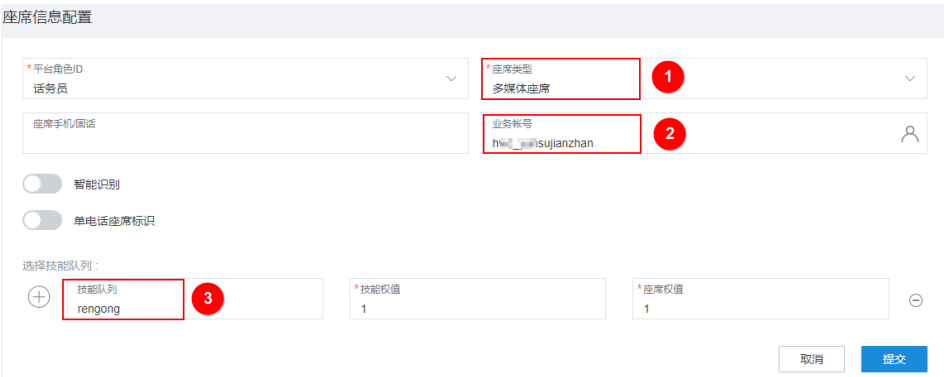 座席信息配置
*平台角色ID
话务员
*座席类型
多媒体座席
1
座席手机/固话
业务帐号
nsujianzhan
2
智能识别
单电话座席标识
选择技能队列：
技能队列
rengong
3
*技能权值
1
*座席权值
1
取消
提交